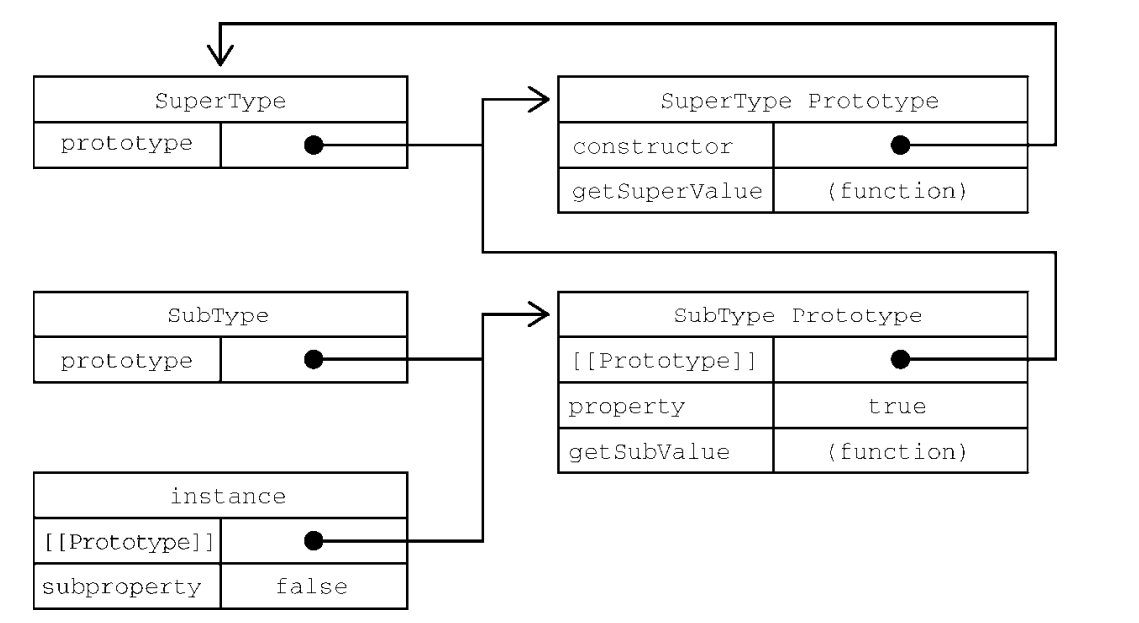 SuperType
prototype
SuperType Prototype
constructor
getSuperValue (function)
SubType
prototype
SubType Prototype
[[Prototype]]
property true
getSubValue (function)
instance
[[Prototype]]
subproperty false